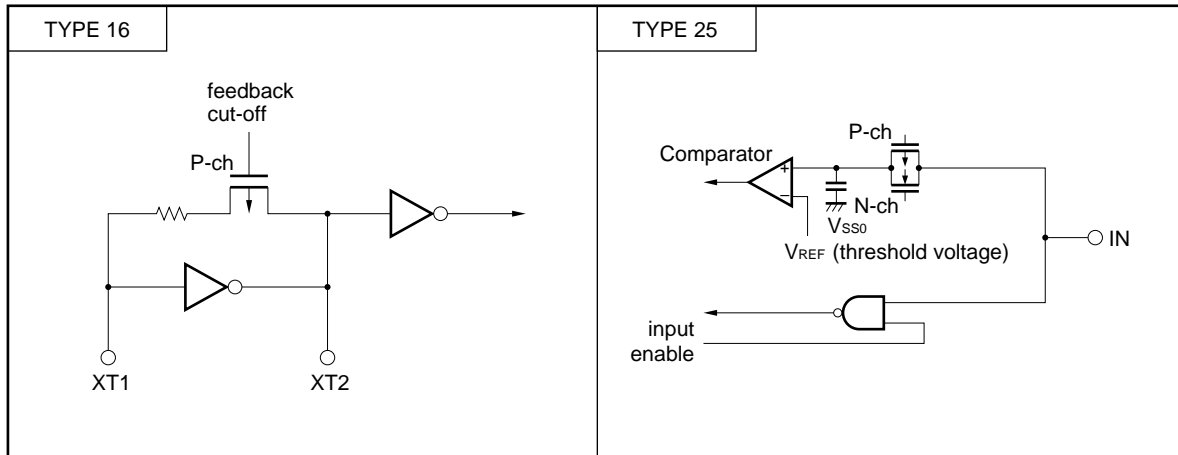 TYPE 16
feedback
cut-off
P-ch
XT1
XT2
TYPE 25
P-ch
Comparator
+
−
N-ch
VSS0
VREF (threshold voltage)
IN
input
enable